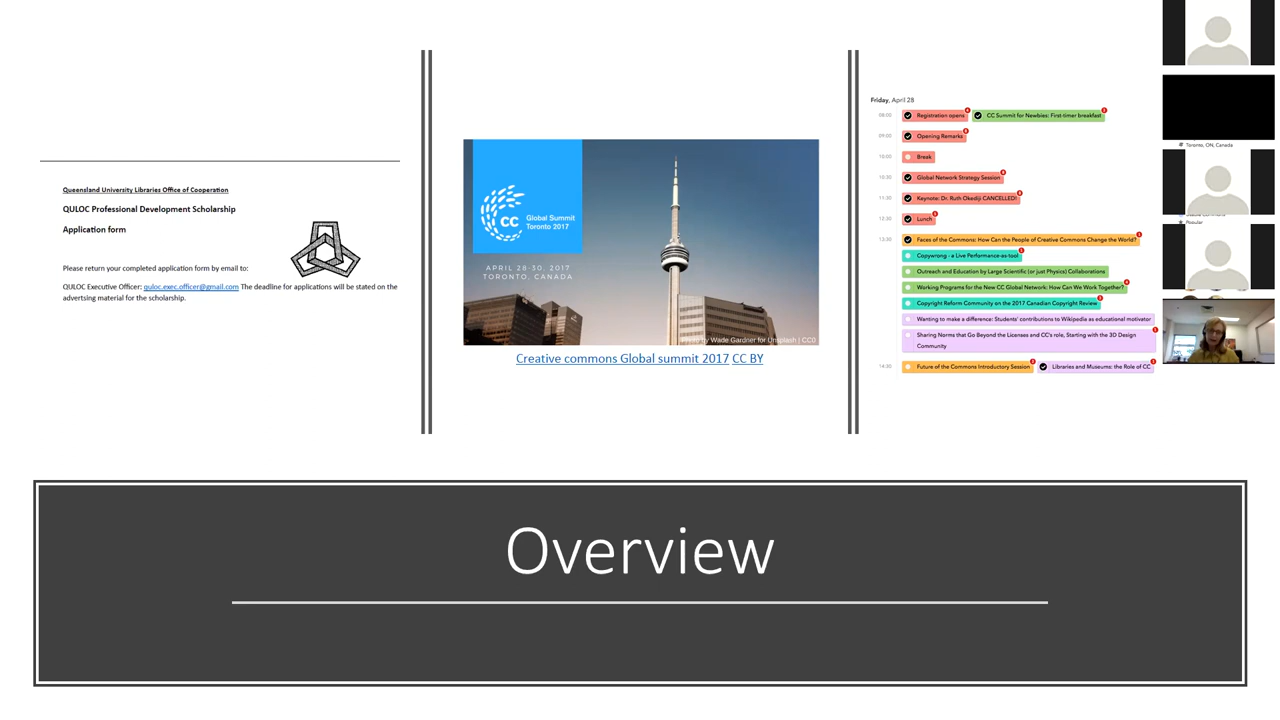 Queensland University Libraries Office of Cooperation
QULOC Professional Development Scholarship
Application form
Please return your completed application form by email to:
QULOC Executive Officer: quloc.exec.officer@gmail.com The deadline for applications will be stated on the
advertsing material for the scholarship.
cc
Global Summit
Toronto 2017
APRIL 28-30, 2017
TORONTO, CANADA
Photo by Wade Gardner for Unsplash | CC0
Creative commons Global summit 2017 CC BY
Friday, April 28
08:00 Registration opens CC Summit for Newbies: First-timer breakfast
09:00 Opening Remarks
10:00 Break
10:30 Global Network Strategy Session
11:30 Keynote: Dr. Ruth Okediji CANCELLED!
12:30 Lunch
13:30 Faces of the Commons: How Can the People of Creative Commons Change the World?
Copywrong - a Live Performance-as-tool
Outreach and Education by Large Scientific (or just Physics) Collaborations
Working Programs for the New CC Global Network: How Can We Work Together?
Copyright Reform Community on the 2017 Canadian Copyright Review
Wanting to make a difference: Students' contributions to Wikipedia as educational motivator
Sharing Norms that Go Beyond the Licenses and CC's role, Starting with the 3D Design
Community
14:30 Future of the Commons Introductory Session Libraries and Museums: the Role of CC
Toronto, ON, Canada
Popular
Overview